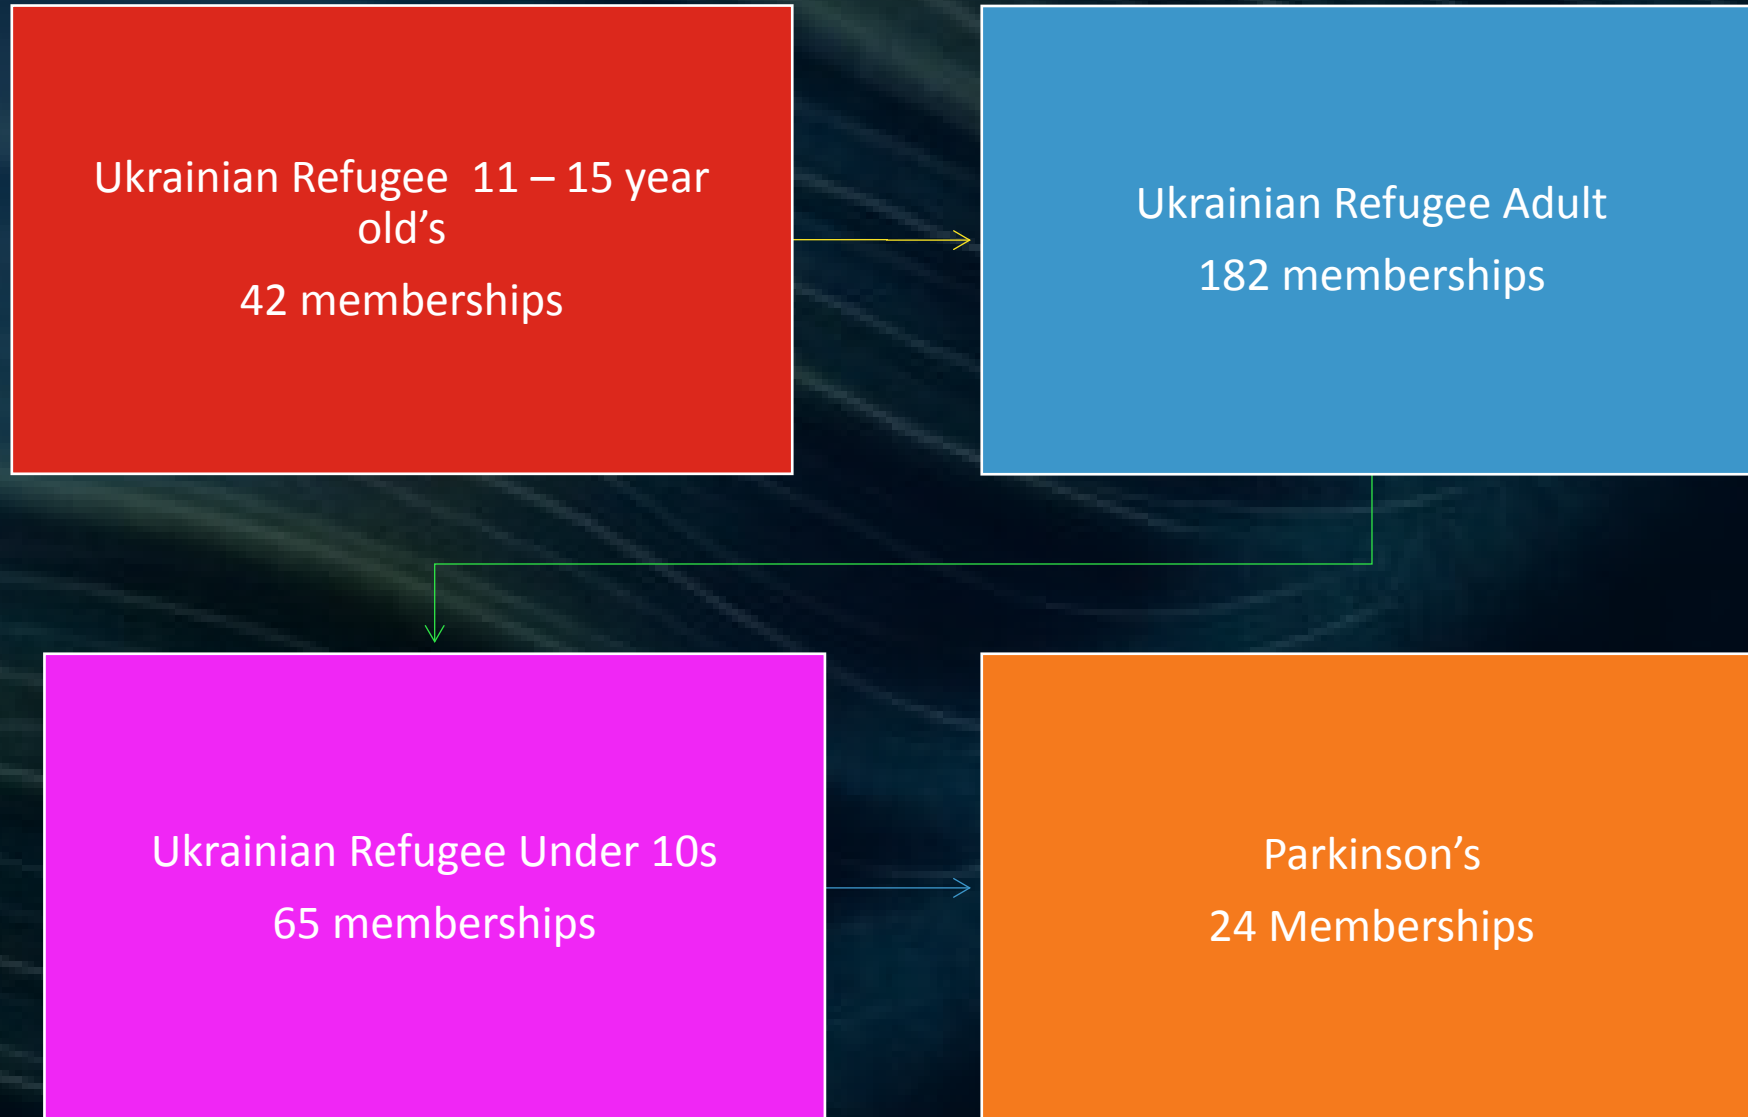 Ukrainian Refugee  11 – 15 year
old’s
42 memberships
Ukrainian Refugee Adult
182 memberships
Ukrainian Refugee Under 10s
65 memberships
Parkinson’s
24 Memberships